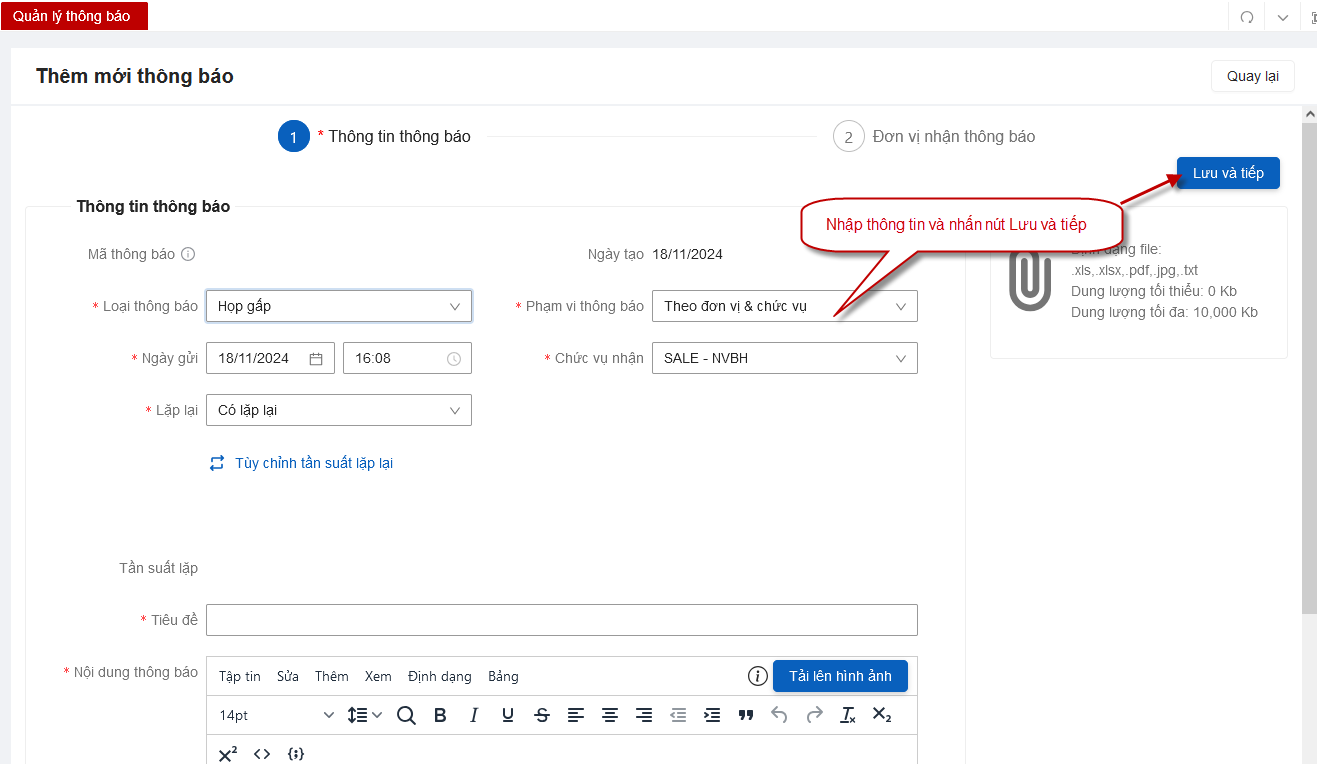 Quản lý thông báo
Thêm mới thông báo
Quay lại
1 * Thông tin thông báo
2 Đơn vị nhận thông báo
Lưu và tiếp
Thông tin thông báo
Nhập thông tin và nhấn nút Lưu và tiếp
Mã thông báo
Ngày tạo 18/11/2024
Định dạng file:
.xls,.xlsx,.pdf,.jpg,.txt
Dung lượng tối thiểu: 0 Kb
Dung lượng tối đa: 10,000 Kb
* Loại thông báo Họp gấp
* Phạm vi thông báo Theo đơn vị & chức vụ
* Ngày gửi 18/11/2024 16:08
* Chức vụ nhận SALE - NVBH
* Lặp lại Có lặp lại
Tùy chỉnh tần suất lặp lại
Tần suất lặp
* Tiêu đề
* Nội dung thông báo
Tập tin Sửa Thêm Xem Định dạng Bảng
Tải lên hình ảnh
14pt